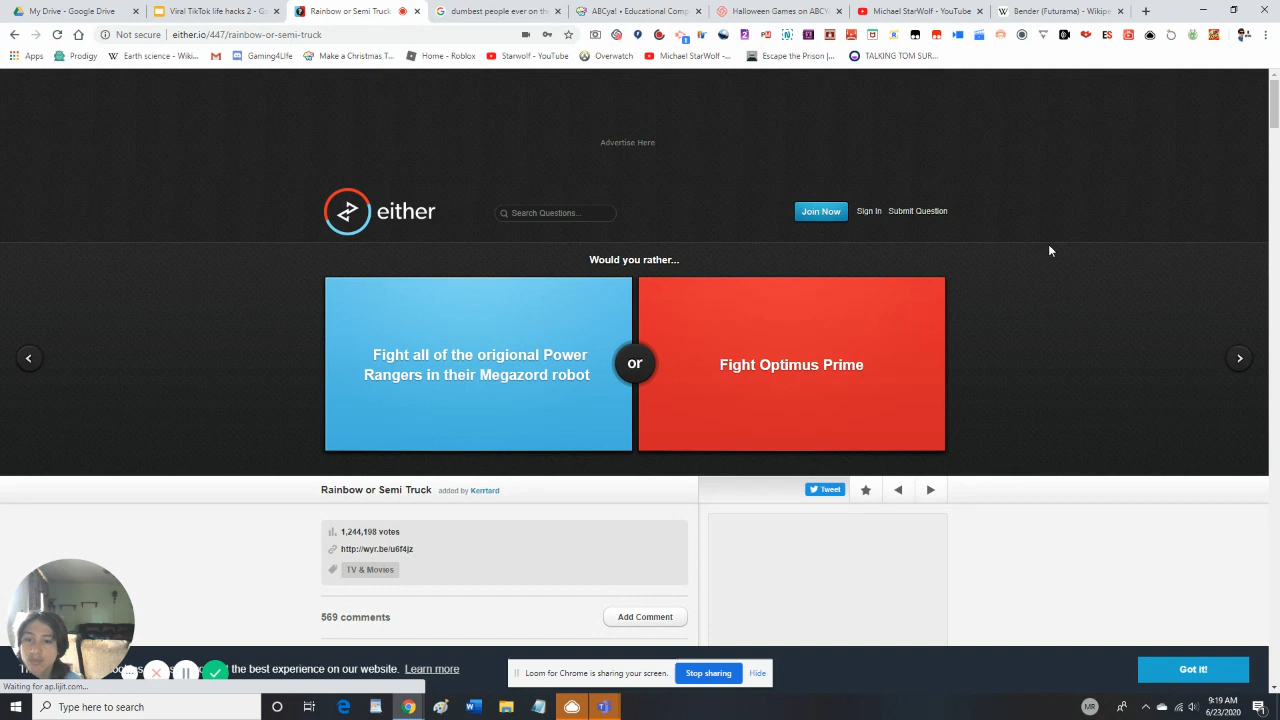 My Drive - Google Drive
Viral TikTok life hacks 2 - G
Rainbow or Semi Truck
dumbest people ever on th
ABCya! • Educational Comp
Halloween Games on ABCY
Michael StarWolf - YouTube
Bender (Futurama) - Wikipe
Not secure
either.io/447/rainbow-or-semi-truck
Apps
Prodigy
Earth science - Wiki...
Gaming4Life
Make a Christmas T...
Home - Roblox
Starwolf - YouTube
Overwatch
Michael StarWolf -...
Escape the Prison |...
TALKING TOM SUR...
Advertise Here
either
Search Questions...
Join Now
Sign In
Submit Question
Would you rather...
Fight all of the origional Power
Rangers in their Megazord robot
or
Fight Optimus Prime
Rainbow or Semi Truck
added by Kerrtard
Tweet
1,244,198 votes
http://wyr.be/u6f4jz
TV & Movies
569 comments
Add Comment
the best experience on our website. Learn more
Got it!
Loom for Chrome is sharing your screen.
Stop sharing
Hide
Waiting for ap.lijit.com...
Type here to search
MR
9:19 AM
6/23/2020